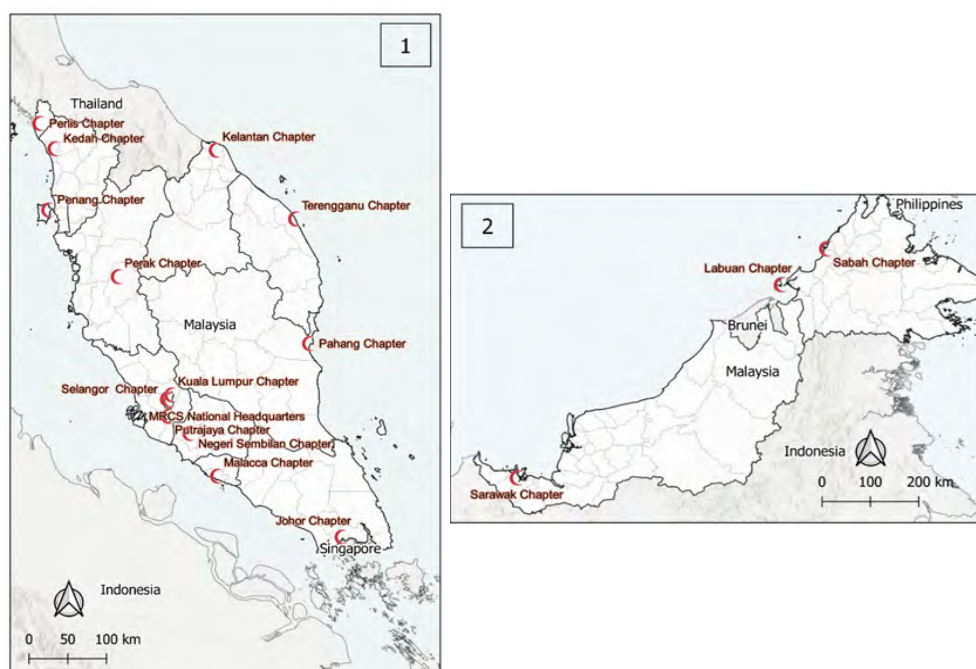 1
Thailand
Perlis Chapter
Kedah Chapter
Kelantan Chapter
Penang Chapter
Terengganu Chapter
Perak Chapter
Malaysia
Pahang Chapter
Selangor Chapter
Kuala Lumpur Chapter
MRCS National Headquarters
Putrajaya Chapter
Negeri Sembilan Chapter
Malacca Chapter
Johor Chapter
Singapore
Indonesia
0 50 100 km
2
Philippines
Sabah Chapter
Labuan Chapter
Brunei
Malaysia
Indonesia
Sarawak Chapter
0 100 200 km